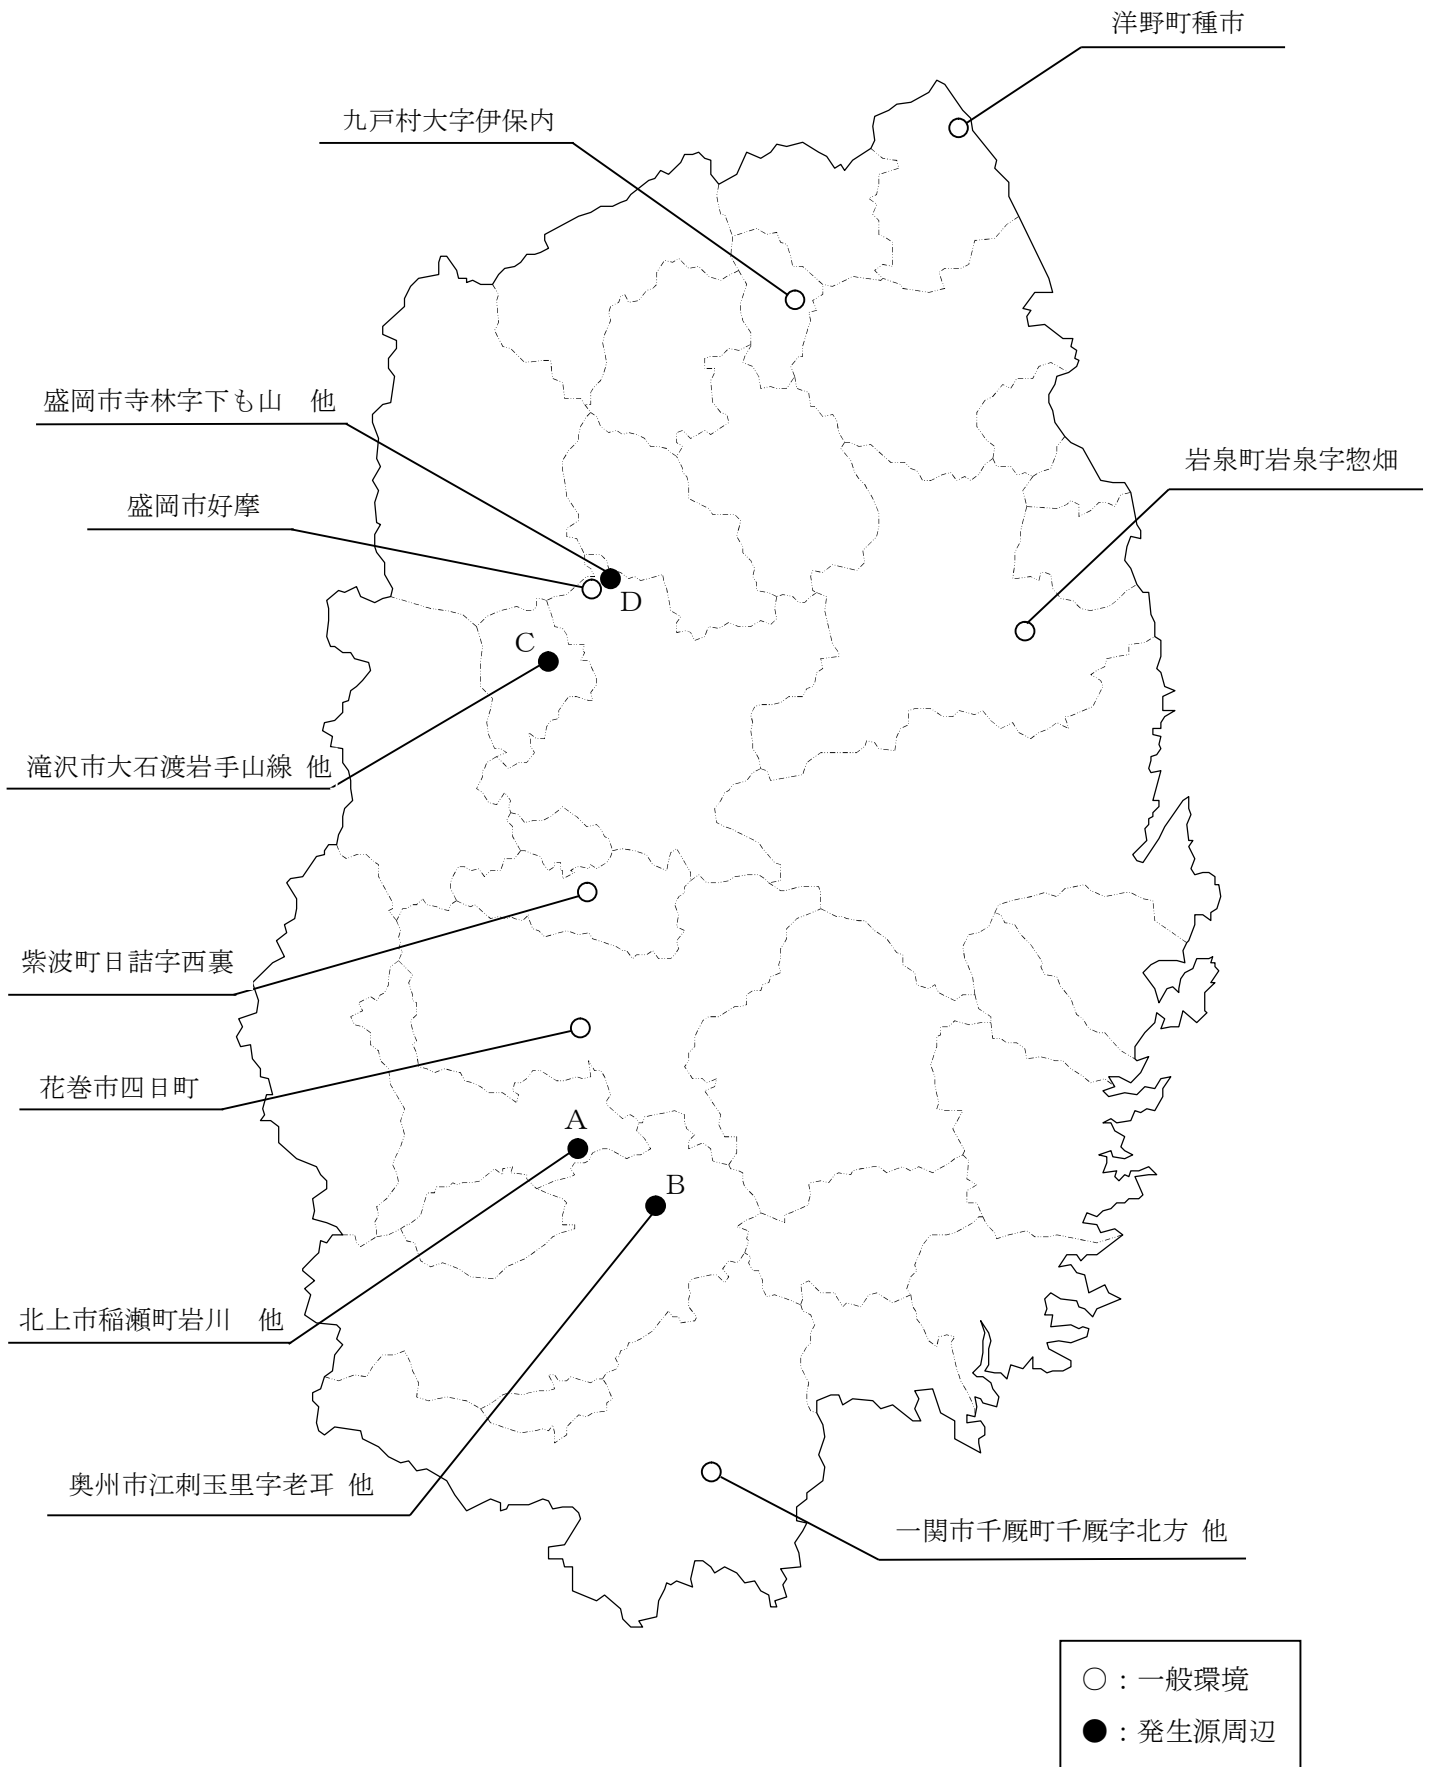 洋野町種市
九戸村大字伊保内
盛岡市寺林字下も山　他
岩泉町岩泉字惣畑
盛岡市好摩
D
C
滝沢市大石渡岩手山線 他
紫波町日詰字西裏
花巻市四日町
A
B
北上市稲瀬町岩川　他
奥州市江刺玉里字老耳 他
一関市千厩町千厩字北方 他
○：一般環境
●：発生源周辺